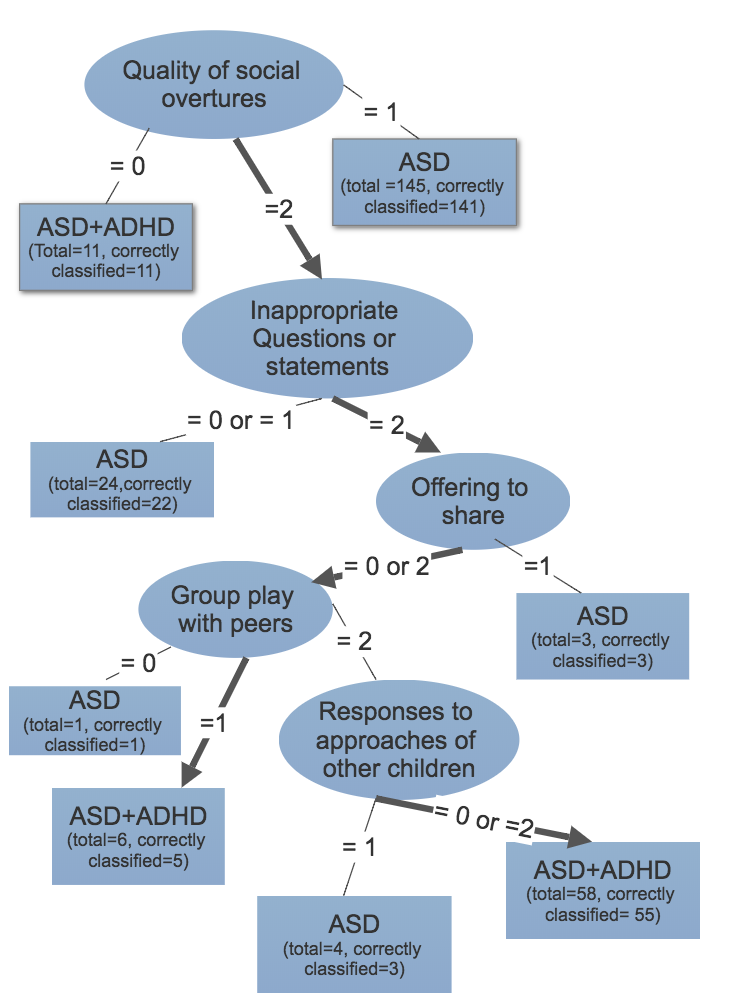 Quality of social
overtures
= 1
= 0
ASD
(total =145, correctly
classified=141)
=2
ASD+ADHD
(Total=11, correctly
classified=11)
Inappropriate
Questions or
statements
= 0 or = 1
= 2
ASD
(total=24,correctly
classified=22)
Offering to
share
= 0 or 2
=1
Group play
with peers
ASD
(total=3, correctly
classified=3)
= 0
= 2
ASD
(total=1, correctly
classified=1)
=1
Responses to
approaches of
other children
ASD+ADHD
(total=6, correctly
classified=5)
= 0 or =2
= 1
ASD+ADHD
(total=58, correctly
classified= 55)
ASD
(total=4, correctly
classified=3)